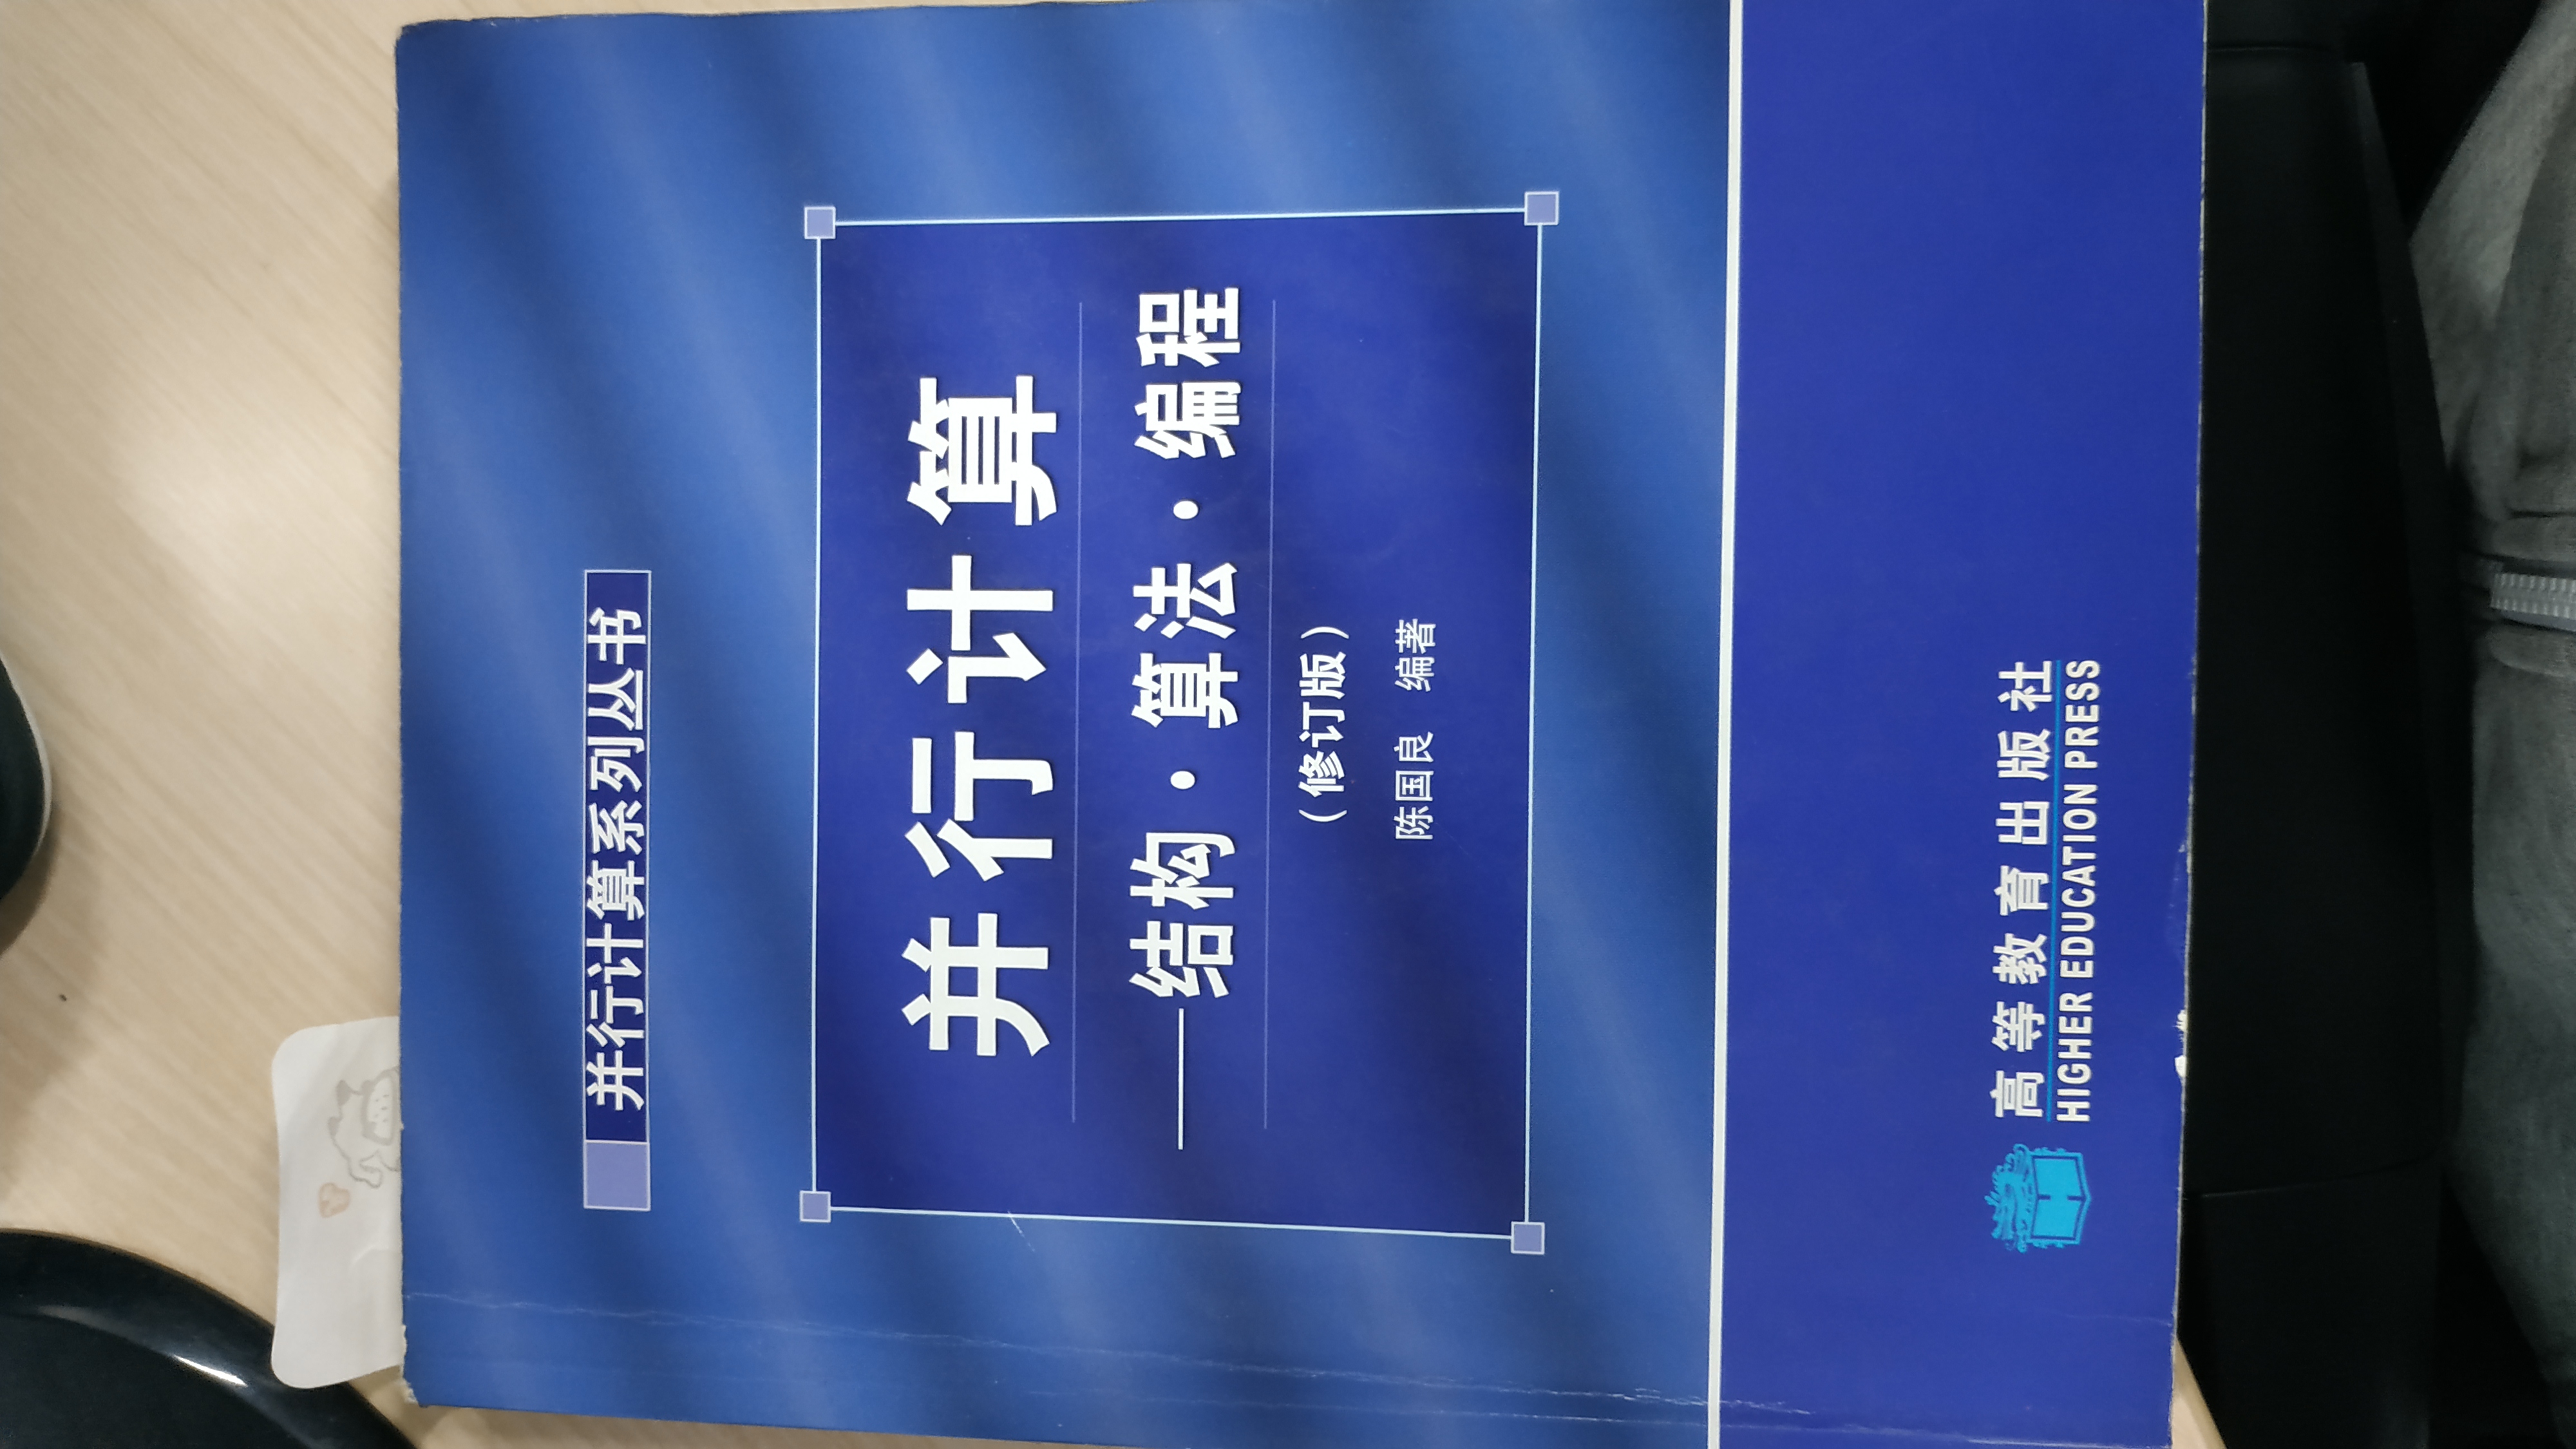 并行计算系列丛书
并行计算
——结构·算法·编程
（修订版）
陈国良 编著
高等教育出版社
HIGHER EDUCATION PRESS